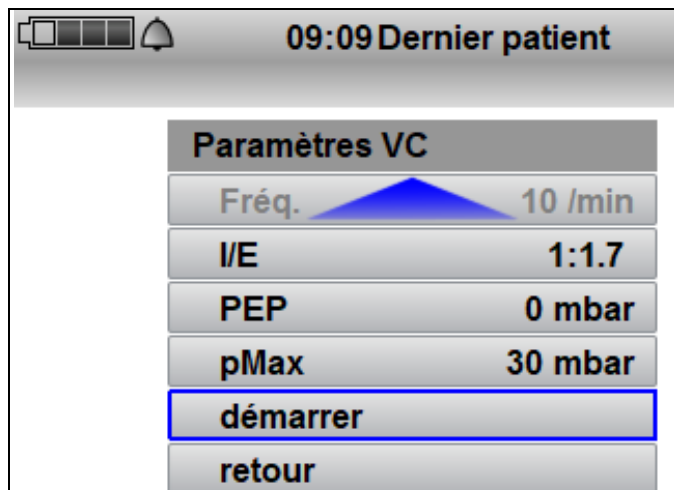 09:09 Dernier patient
Paramètres VC
Fréq. 10 /min
I/E 1:1.7
PEP 0 mbar
pMax 30 mbar
démarrer
retour